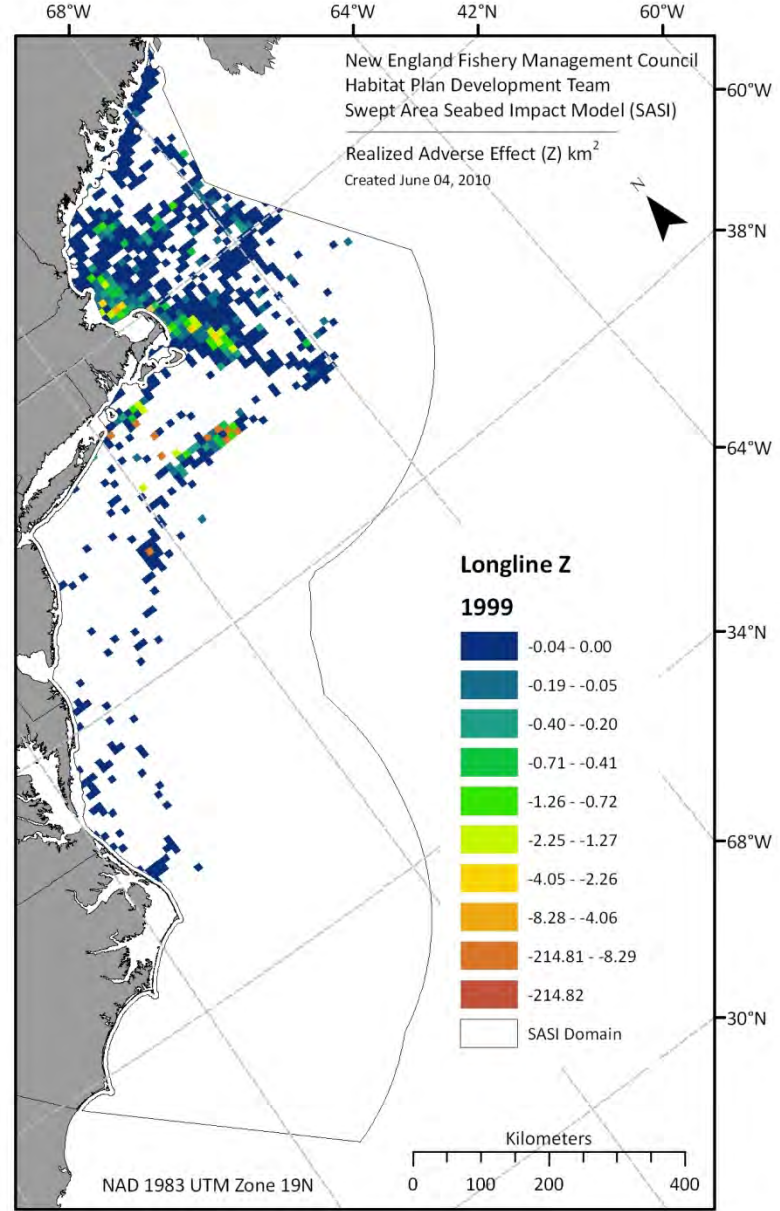 68°W 64°W 42°N 60°W
New England Fishery Management Council
Habitat Plan Development Team
Swept Area Seabed Impact Model (SASI)
Realized Adverse Effect (Z) km²
Created June 04, 2010
N
60°W
38°N
64°W
34°N
68°W
30°N
Longline Z
1999
-0.04 - 0.00
-0.19 - -0.05
-0.40 - -0.20
-0.71 - -0.41
-1.26 - -0.72
-2.25 - -1.27
-4.05 - -2.26
-8.28 - -4.06
-214.81 - -8.29
-214.82
SASI Domain
Kilometers
0 100 200 400
NAD 1983 UTM Zone 19N